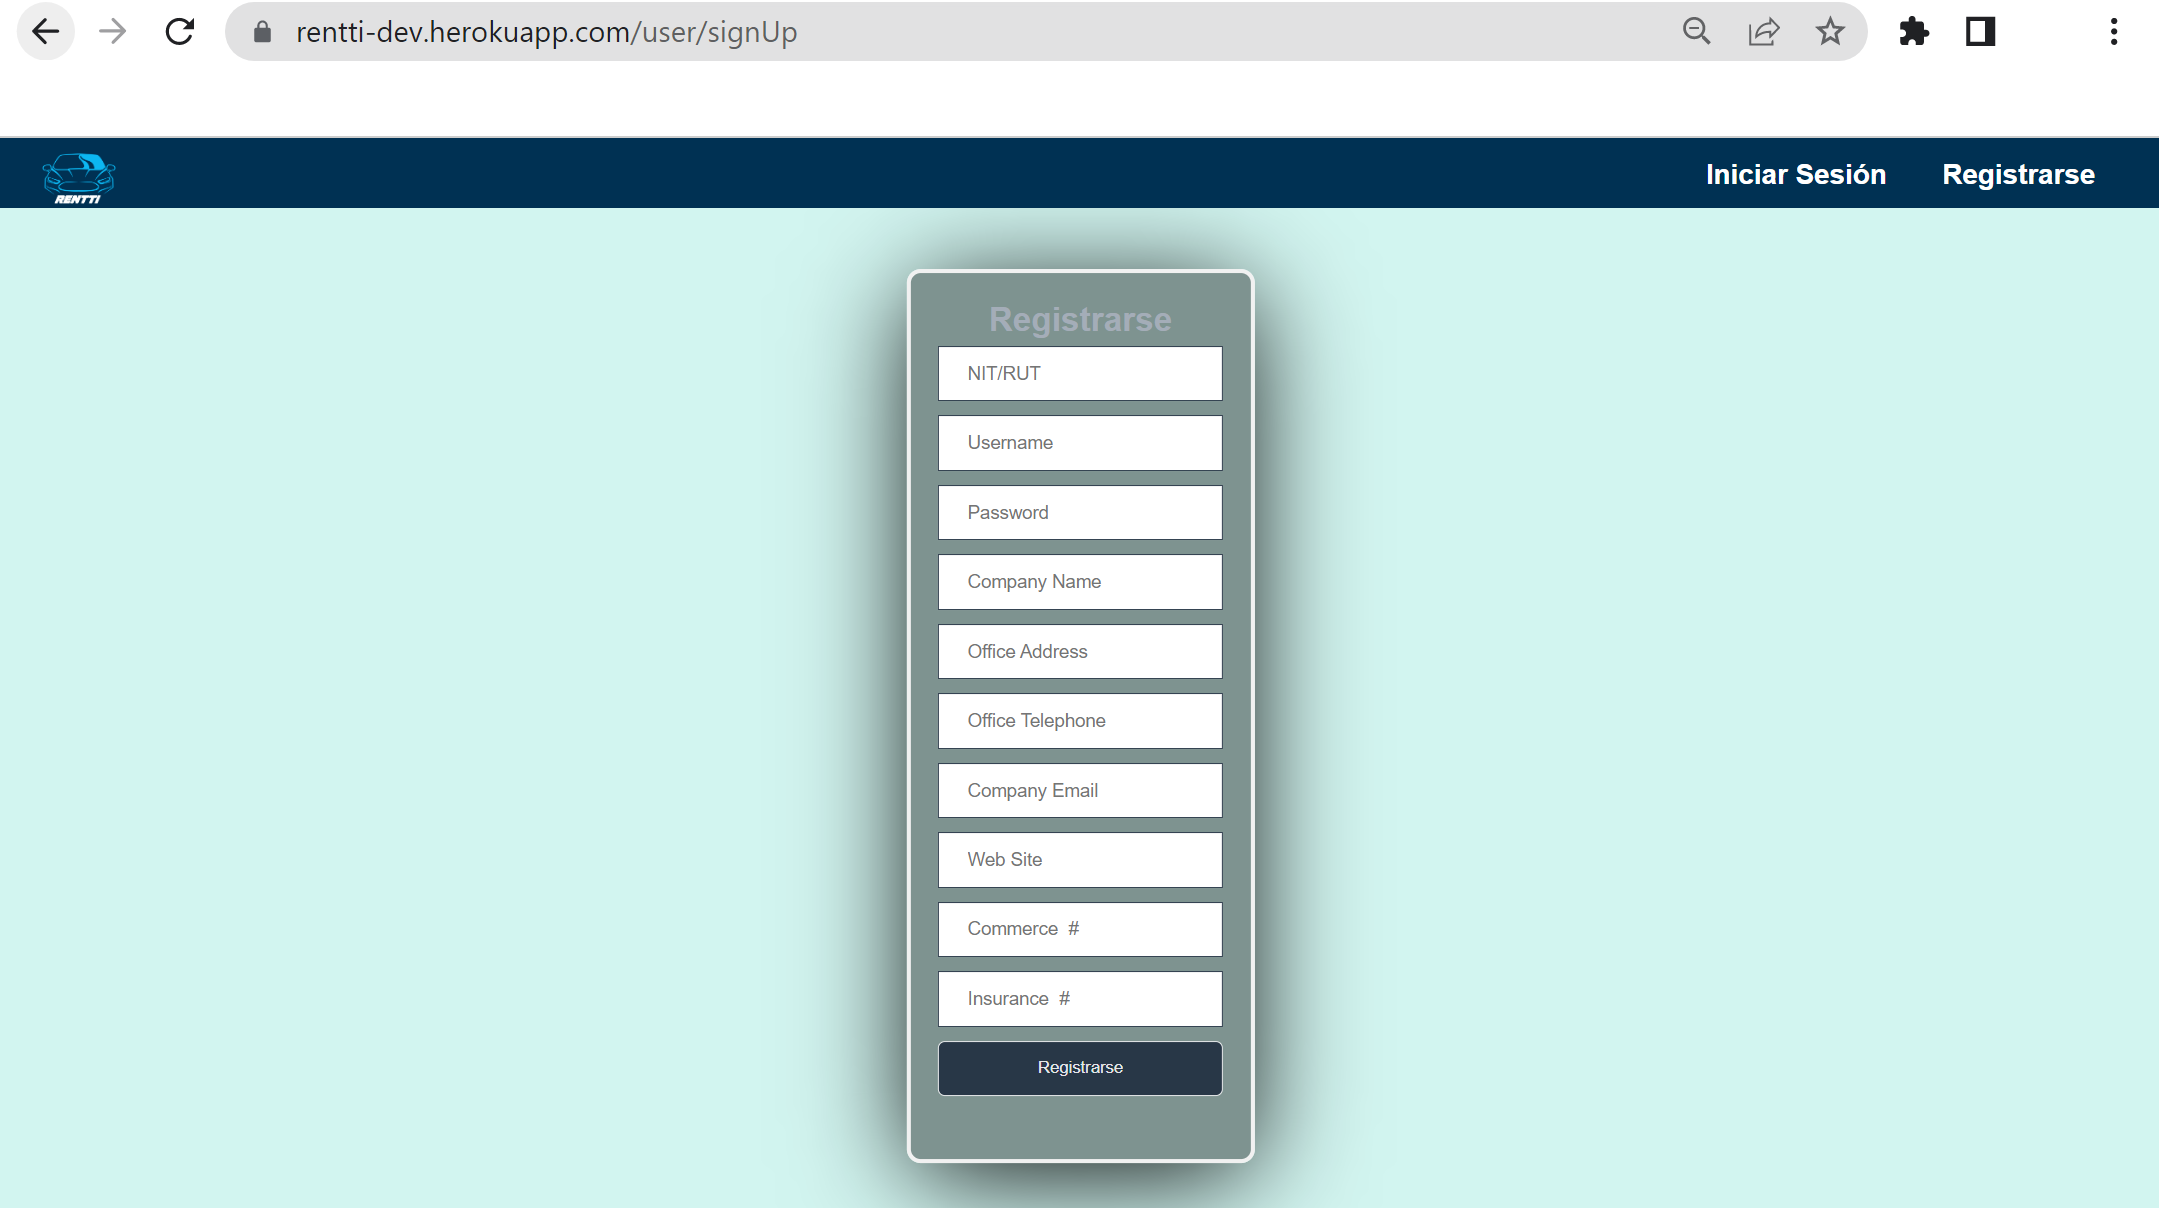 rentti-dev.herokuapp.com/user/signUp
RENTTI
Iniciar Sesión
Registrarse
Registrarse
NIT/RUT
Username
Password
Company Name
Office Address
Office Telephone
Company Email
Web Site
Commerce #
Insurance #
Registrarse